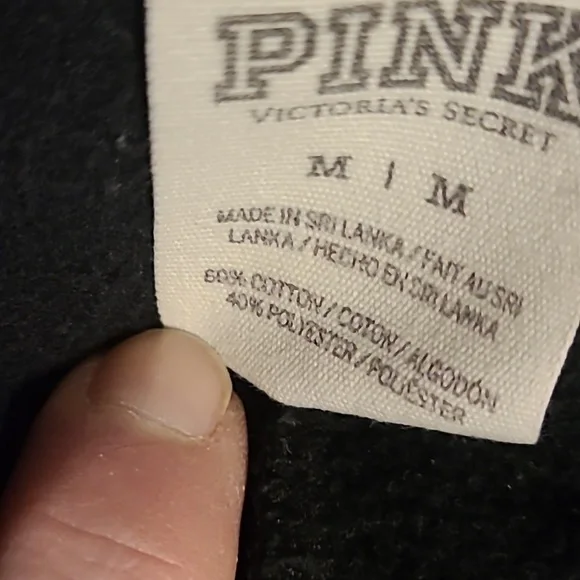 PINK
VICTORIA'S SECRET
M | M
MADE IN SRI LANKA / FAIT AU SRI
LANKA / HECHO EN SRI LANKA
60% COTTON / COTON / ALGODÓN
40% POLYESTER / POLIÉSTER